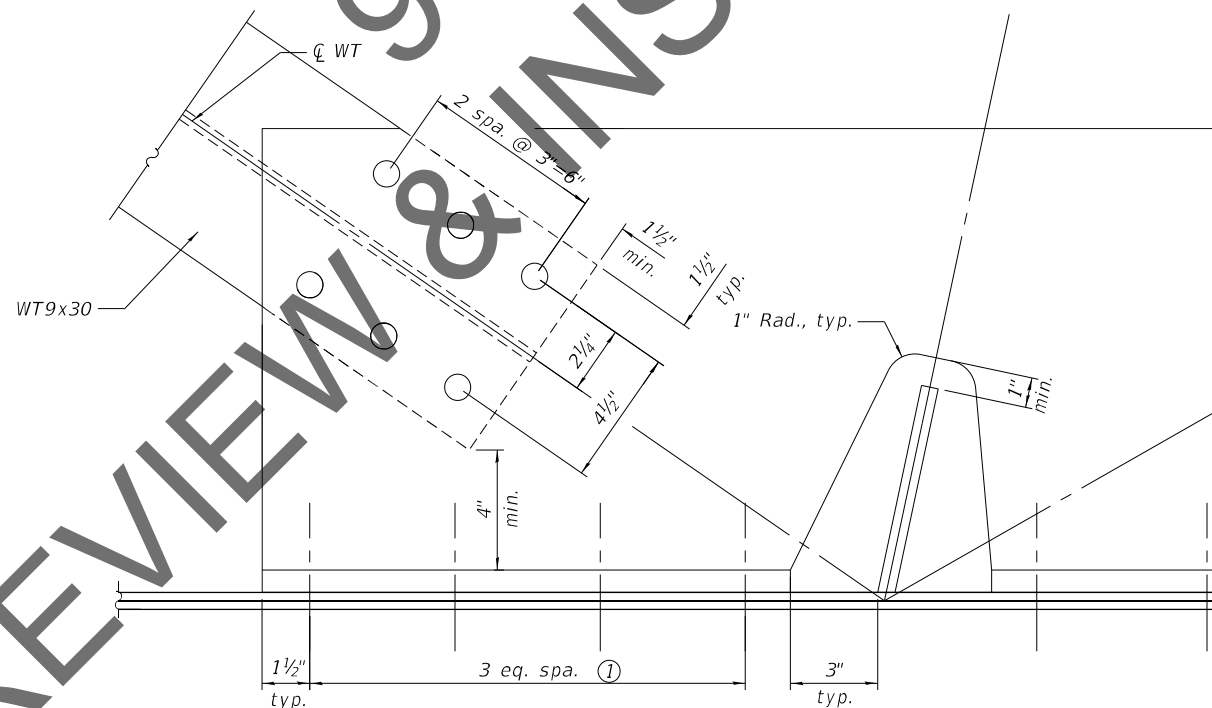 ℄ WT
2 spa. @ 3"=6"
1½"
min.
1½"
typ.
WT9x30
1" Rad., typ.
2¼"
4½"
1"
min.
4"
min.
1½"
typ.
3 eq. spa. ①
3"
typ.
REVIEW & INS
9